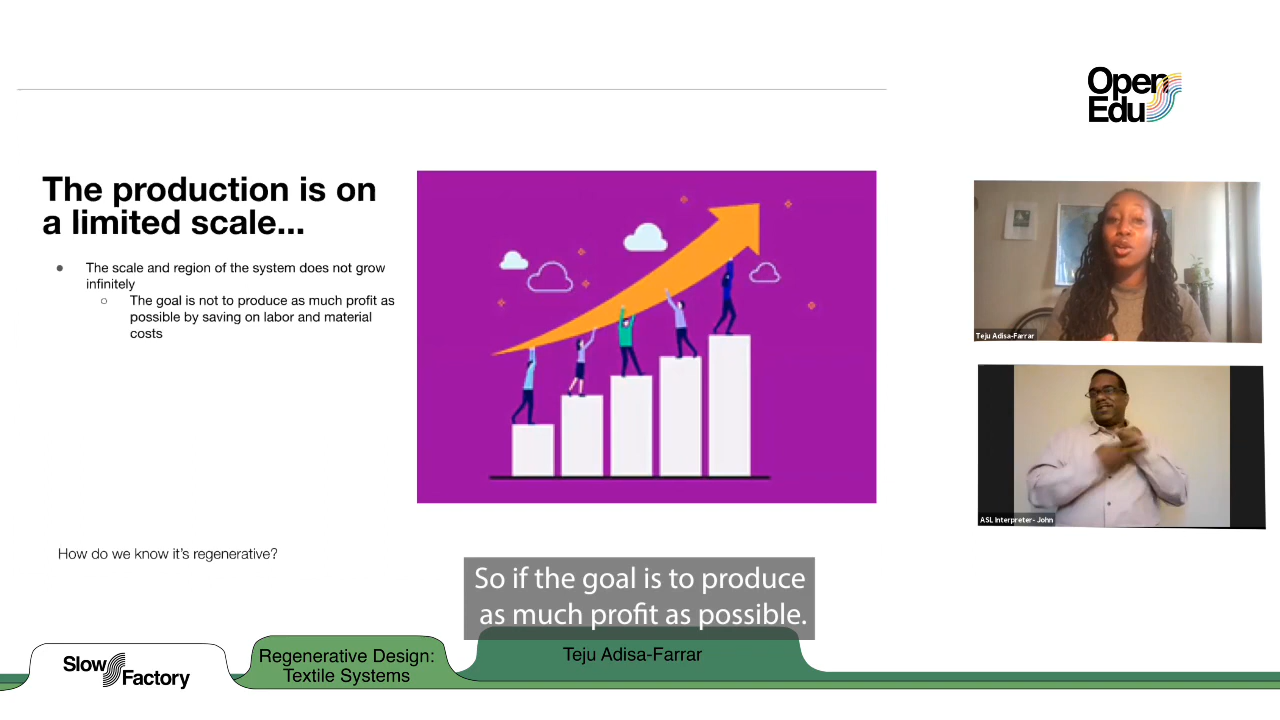 Open
Edu
The production is on
a limited scale...
● The scale and region of the system does not grow
infinitely
○ The goal is not to produce as much profit as
possible by saving on labor and material
costs
Teju Adisa-Farrar
ASL Interpreter- John
How do we know it's regenerative?
So if the goal is to produce
as much profit as possible.
Slow
Factory
Regenerative Design:
Textile Systems
Teju Adisa-Farrar